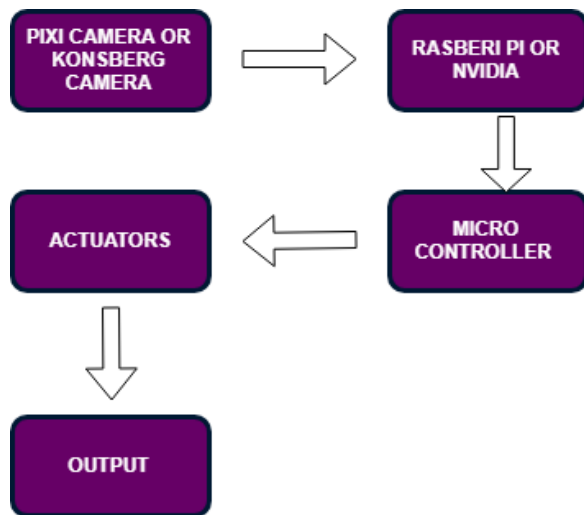 PIXI CAMERA OR
KONSBERG
CAMERA
RASBERI PI OR
NVIDIA
MICRO
CONTROLLER
ACTUATORS
OUTPUT